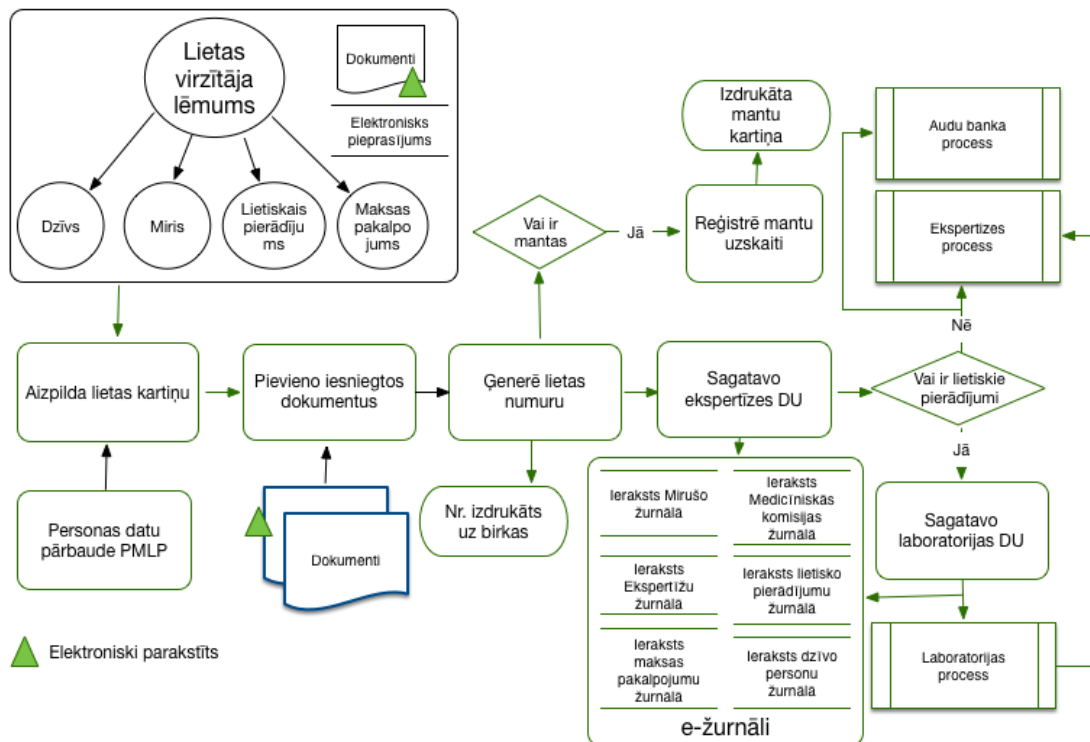 Lietas
virzītāja
lēmums
Dokumenti
Elektronisks
pieprasījums
Dzīvs
Miris
Lietiskais
pierādīju
ms
Maksas
pakalpo
jums
Izdrukāta
mantu
kartiņa
Audu banka
process
Vai ir
mantas
Jā
Reģistrē mantu
uzskaiti
Ekspertīzes
process
Nē
Aizpilda lietas
kartiņu
Pievieno iesniegtos
dokumentus
Ģenerē lietas
numuru
Sagatavo
ekspertīzes DU
Vai ir lietiskie
pierādījumi
Jā
Personas datu
pārbaude PMLP
Dokumenti
Nr. izdrukāts
uz birkas
Ieraksts Mirušo
žurnālā
Ieraksts
Medicīniskās
komisijas
žurnālā
Ieraksts
Ekspertīžu
žurnālā
Ieraksts lietisko
pierādījumu
žurnālā
Ieraksts
maksas
pakalpojumu
žurnālā
Ieraksts dzīvo
personu
žurnālā
e-žurnāli
Sagatavo
laboratorijas DU
Laboratorijas
process
Elektroniski parakstīts